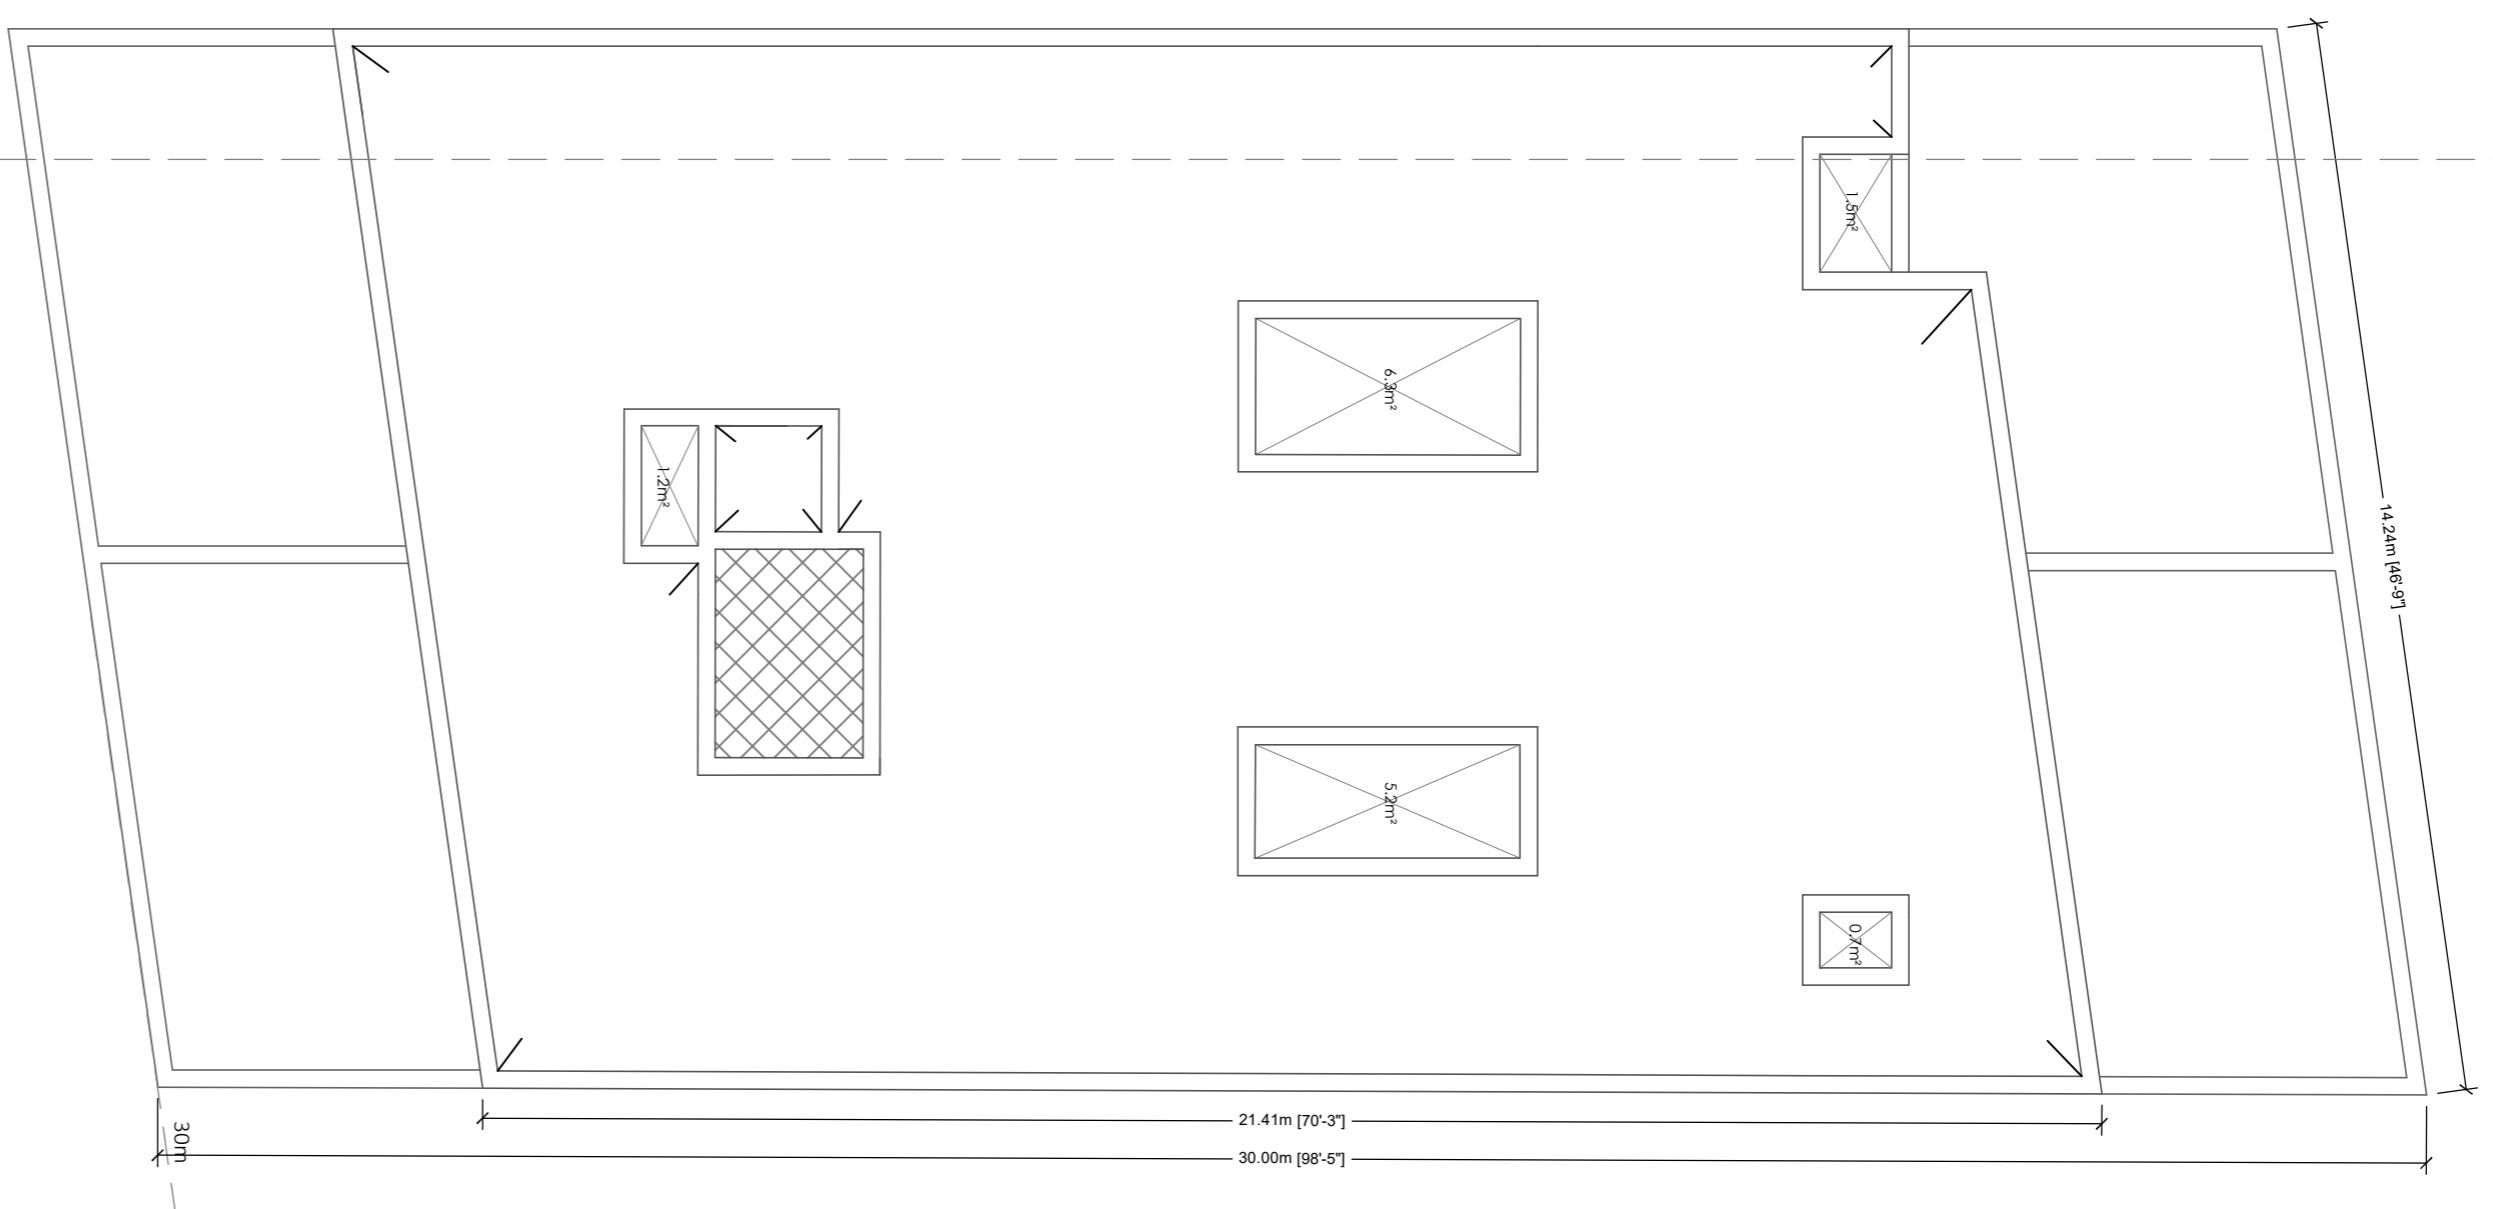 1.5m²
6.3m²
1.2m²
14.24m [46'-9"]
5.2m²
0.7m²
21.41m [70'-3"]
30m
30.00m [98'-5"]